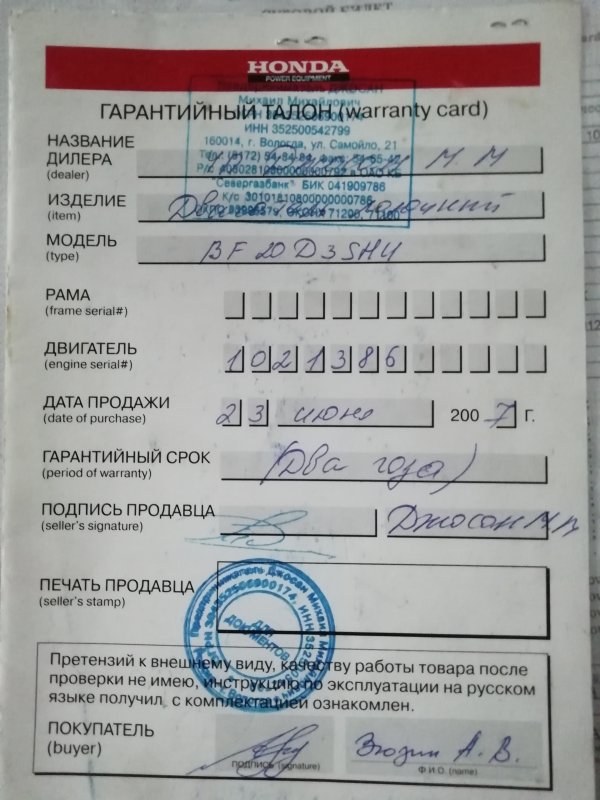 СУДОВОЙ БИЛЕТ
HONDA
POWER EQUIPMENT
ГАРАНТИЙНЫЙ ТАЛОН (warranty card)
Михаил Михайлович
ИНН 352500542799
160014, г. Вологда, ул. Самойло, 21
"Севергазбанк" БИК 041909786
НАЗВАНИЕ
ДИЛЕРА
(dealer)
М М
ИЗДЕЛИЕ
(item)
МОДЕЛЬ BF 20 D3 SHU
(type)
РАМА
(frame serial#)
ДВИГАТЕЛЬ 1021386
(engine serial#)
ДАТА ПРОДАЖИ 23 июня 2007 г.
(date of purchase)
ГАРАНТИЙНЫЙ СРОК (Два года)
(period of warranty)
ПОДПИСЬ ПРОДАВЦА Джосан М М
(seller's signature)
ПЕЧАТЬ ПРОДАВЦА
(seller's stamp)
ДЛЯ
ДОКУМЕНТОВ
Претензий к внешнему виду, качеству работы товара после
проверки не имею, инструкцию по эксплуатации на русском
языке получил, с комплектацией ознакомлен.
ПОКУПАТЕЛЬ А. В.
(buyer)
ПОДПИСЬ (signature) Ф.И.О. (name)